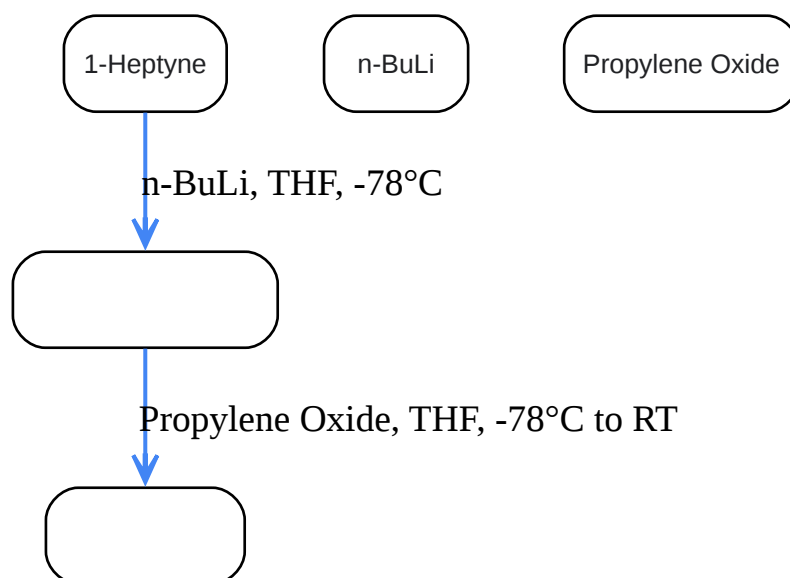 1-Heptyne
n-BuLi
Propylene Oxide
n-BuLi, THF, -78°C
Propylene Oxide, THF, -78°C to RT